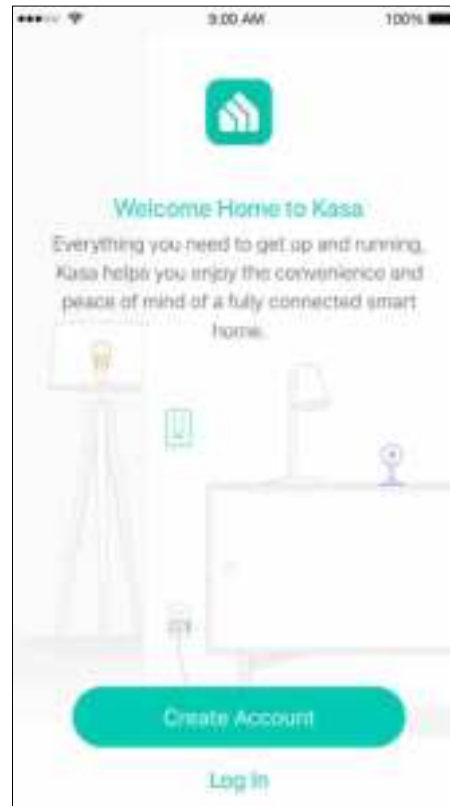 9:00 AM 100%
Welcome Home to Kasa
Everything you need to get up and running,
Kasa helps you enjoy the convenience and
peace of mind of a fully connected smart
home.
Create Account
Log In